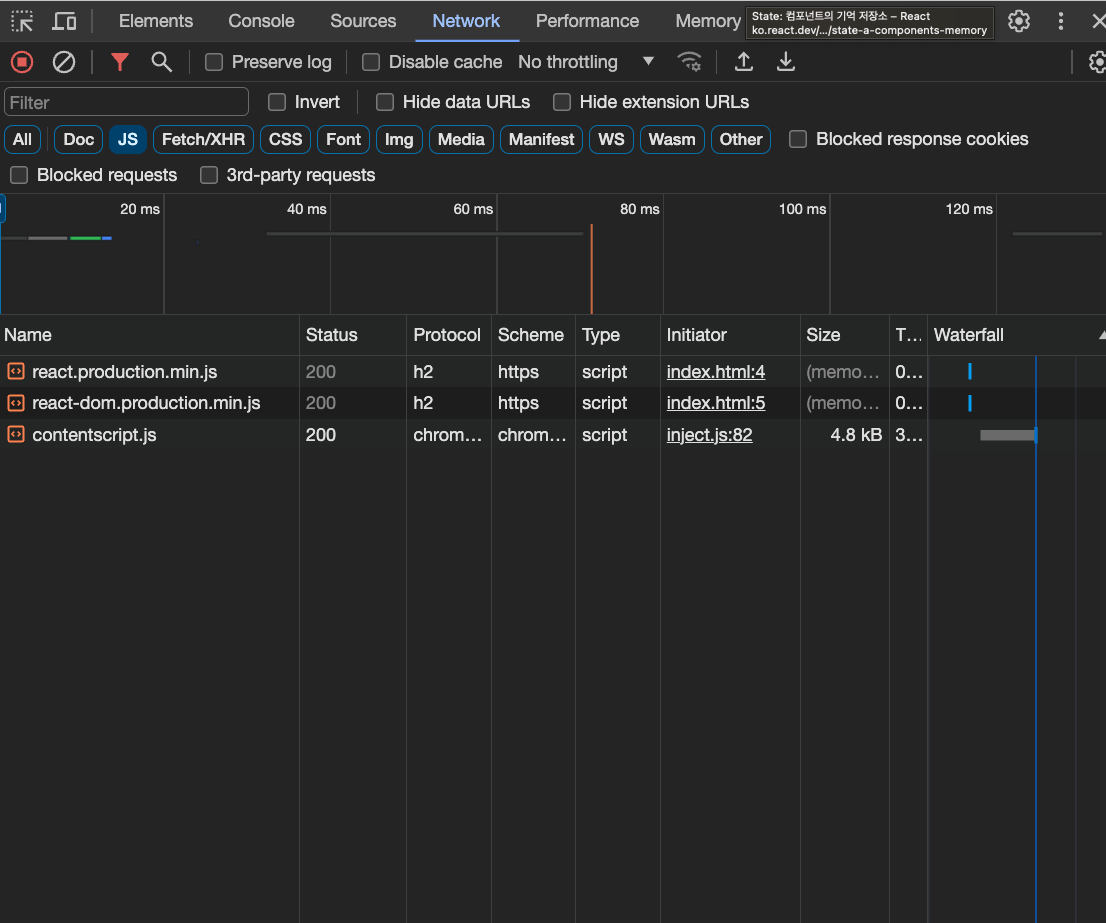 Elements Console Sources Network Performance Memory
State: 컴포넌트의 기억 저장소 – React
ko.react.dev/.../state-a-components-memory
Preserve log Disable cache No throttling
Filter Invert Hide data URLs Hide extension URLs
All Doc JS Fetch/XHR CSS Font Img Media Manifest WS Wasm Other Blocked response cookies
Blocked requests 3rd-party requests
20 ms 40 ms 60 ms 80 ms 100 ms 120 ms
Name Status Protocol Scheme Type Initiator Size T... Waterfall
react.production.min.js 200 h2 https script index.html:4 (memo... 0...
react-dom.production.min.js 200 h2 https script index.html:5 (memo... 0...
contentscript.js 200 chrom... chrom... script inject.js:82 4.8 kB 3...